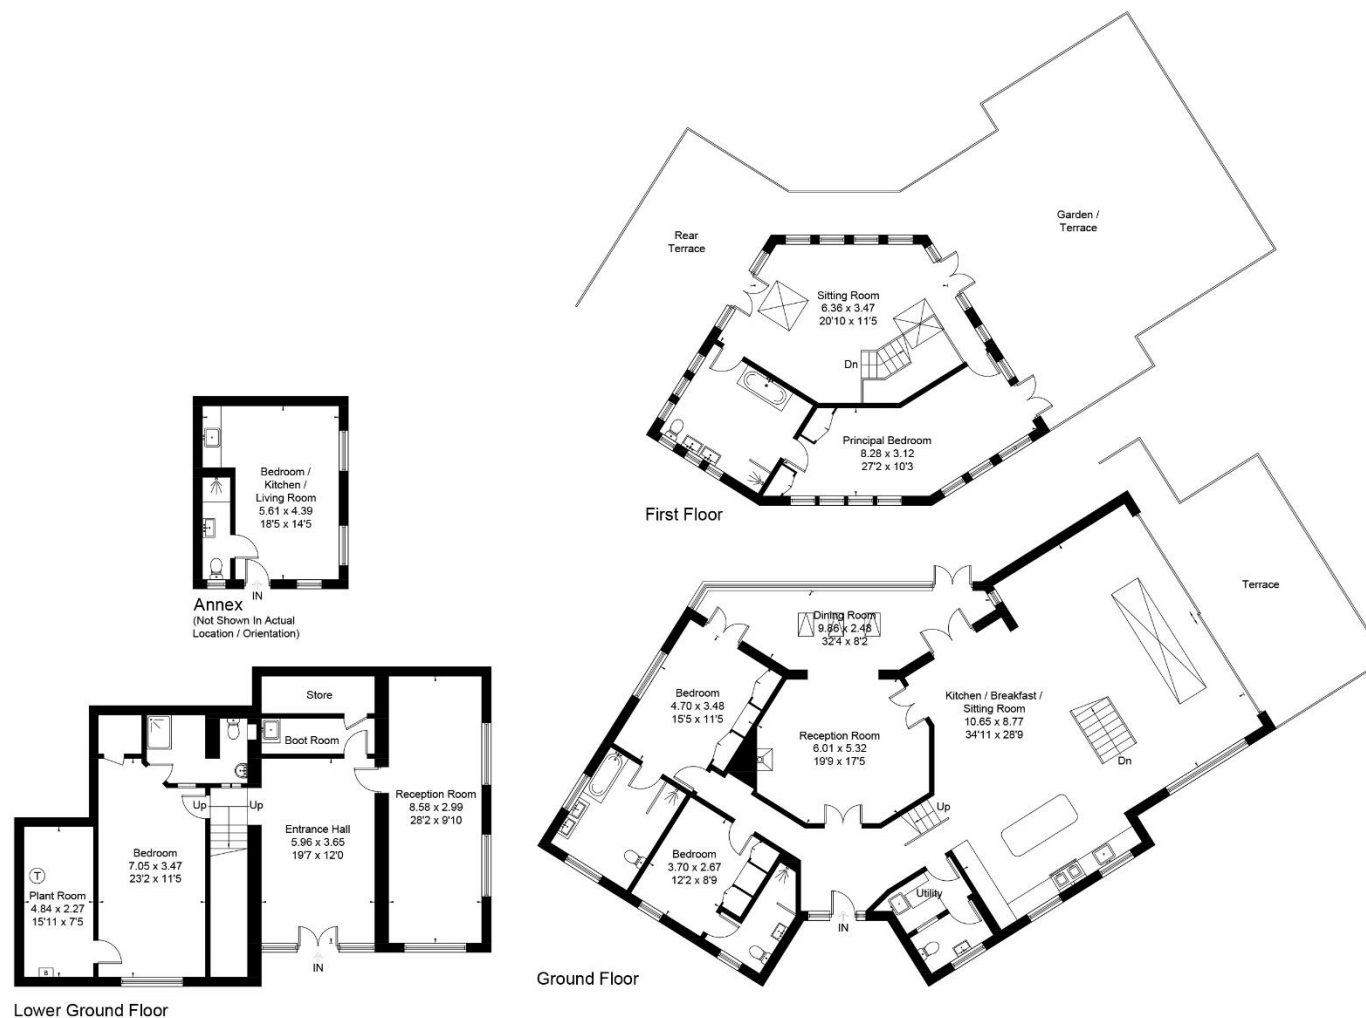 Rear
Terrace
Garden /
Terrace
Sitting Room
6.36 x 3.47
20'10 x 11'5
Dn
Principal Bedroom
8.28 x 3.12
27'2 x 10'3
First Floor
Bedroom /
Kitchen /
Living Room
5.61 x 4.39
18'5 x 14'5
IN
Annex
(Not Shown In Actual
Location / Orientation)
Terrace
Dining Room
9.86 x 2.48
32'4 x 8'2
Bedroom
4.70 x 3.48
15'5 x 11'5
Kitchen / Breakfast /
Sitting Room
10.65 x 8.77
34'11 x 28'9
Reception Room
6.01 x 5.32
19'9 x 17'5
Dn
Up
Bedroom
3.70 x 2.67
12'2 x 8'9
Utility
IN
Ground Floor
Store
Boot Room
Reception Room
8.58 x 2.99
28'2 x 9'10
Up
Up
Entrance Hall
5.96 x 3.65
19'7 x 12'0
Bedroom
7.05 x 3.47
23'2 x 11'5
T
Plant Room
4.84 x 2.27
15'11 x 7'5
IN
Lower Ground Floor